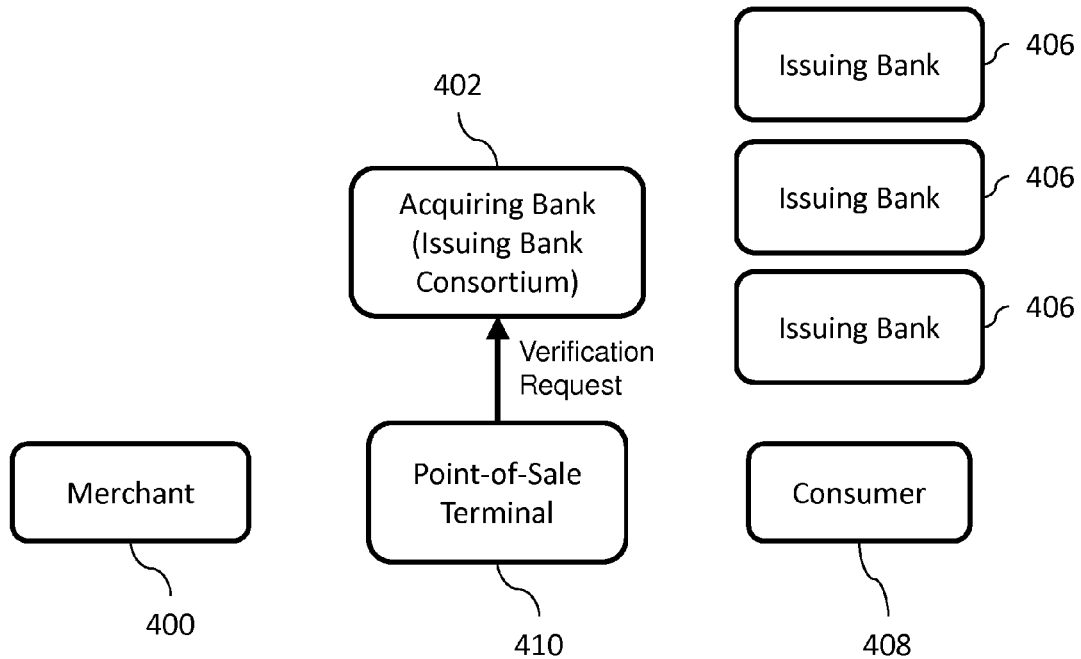 Issuing Bank
406
402
Issuing Bank
406
Acquiring Bank
(Issuing Bank
Consortium)
Issuing Bank
406
Verification
Request
Merchant
Point-of-Sale
Terminal
Consumer
400
410
408